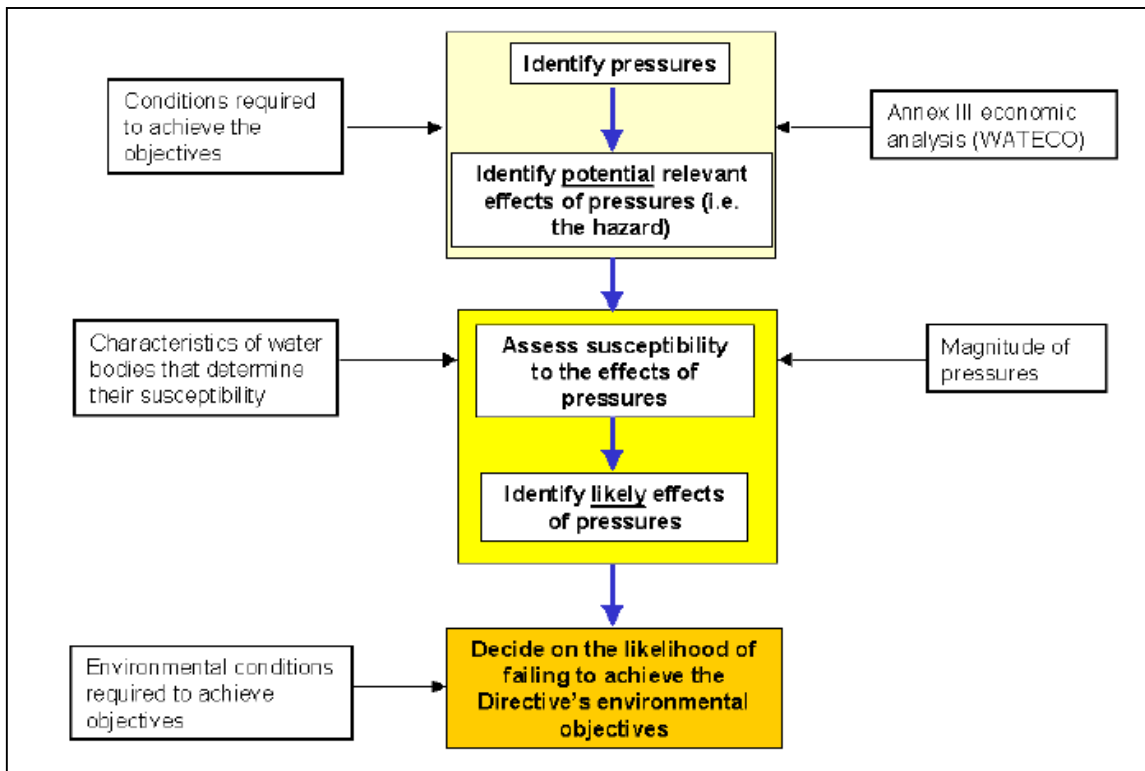 Identify pressures
Conditions required
to achieve the
objectives
Annex III economic
analysis (WATECO)
Identify potential relevant
effects of pressures (i.e.
the hazard)
Characteristics of water
bodies that determine
their susceptibility
Assess susceptibility
to the effects of
pressures
Magnitude of
pressures
Identify likely effects
of pressures
Environmental conditions
required to achieve
objectives
Decide on the likelihood of
failing to achieve the
Directive's environmental
objectives